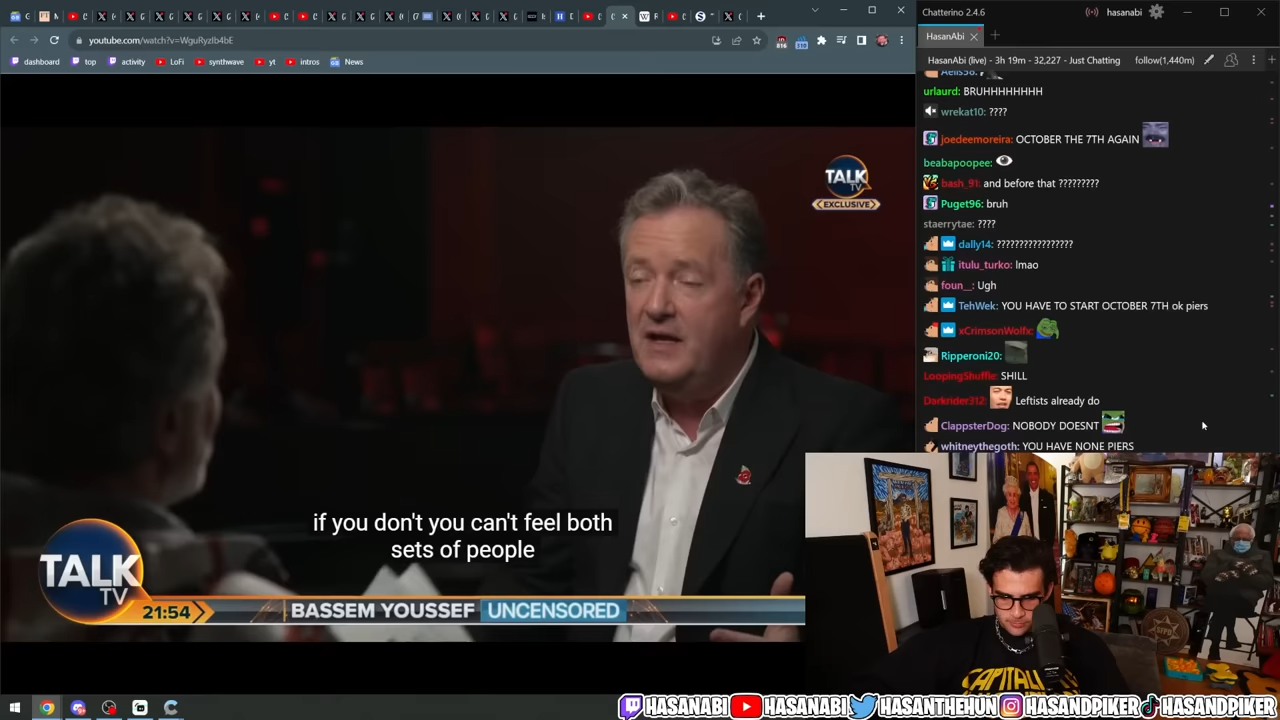 Chatterino 2.4.6
hasanabi
HasanAbi
youtube.com/watch?v=WguRyzJb4bE
HasanAbi (live) - 3h 19m - 32,227 - Just Chatting
follow(1,440m)
dashboard
top
activity
LoFi
synthwave
yt
intros
News
urlaurd: BRUHHHHHHHH
wrekat10: ????
joedeemoreira: OCTOBER THE 7TH AGAIN
beabapoopee:
bash_91: and before that ?????????
Puget96: bruh
staerrytae: ????
dally14: ?????????????????
itulu_turko: lmao
foun__: Ugh
TehWek: YOU HAVE TO START OCTOBER 7TH ok piers
xCrimsonWolfx:
Ripperoni20:
LoopingShuffle: SHILL
Darkrider312: Leftists already do
ClappsterDog: NOBODY DOESNT
whitneythegoth: YOU HAVE NONE PIERS
TALK
TV
EXCLUSIVE
if you don't you can't feel both
sets of people
TALK
TV
21:54
BASSEM YOUSSEF UNCENSORED
HASANABI
HASANABI
HASANTHEHUN
HASANDPIKER
HASANDPIKER